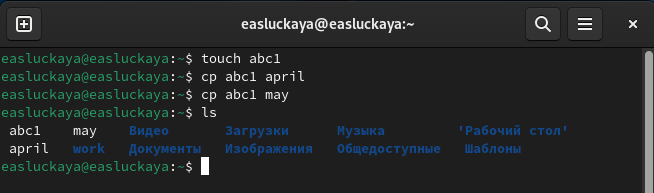 easluckaya@easluckaya:~
easluckaya@easluckaya:~$ touch abc1
easluckaya@easluckaya:~$ cp abc1 april
easluckaya@easluckaya:~$ cp abc1 may
easluckaya@easluckaya:~$ ls
abc1 may Видео Загрузки Музыка 'Рабочий стол'
april work Документы Изображения Общедоступные Шаблоны
easluckaya@easluckaya:~$